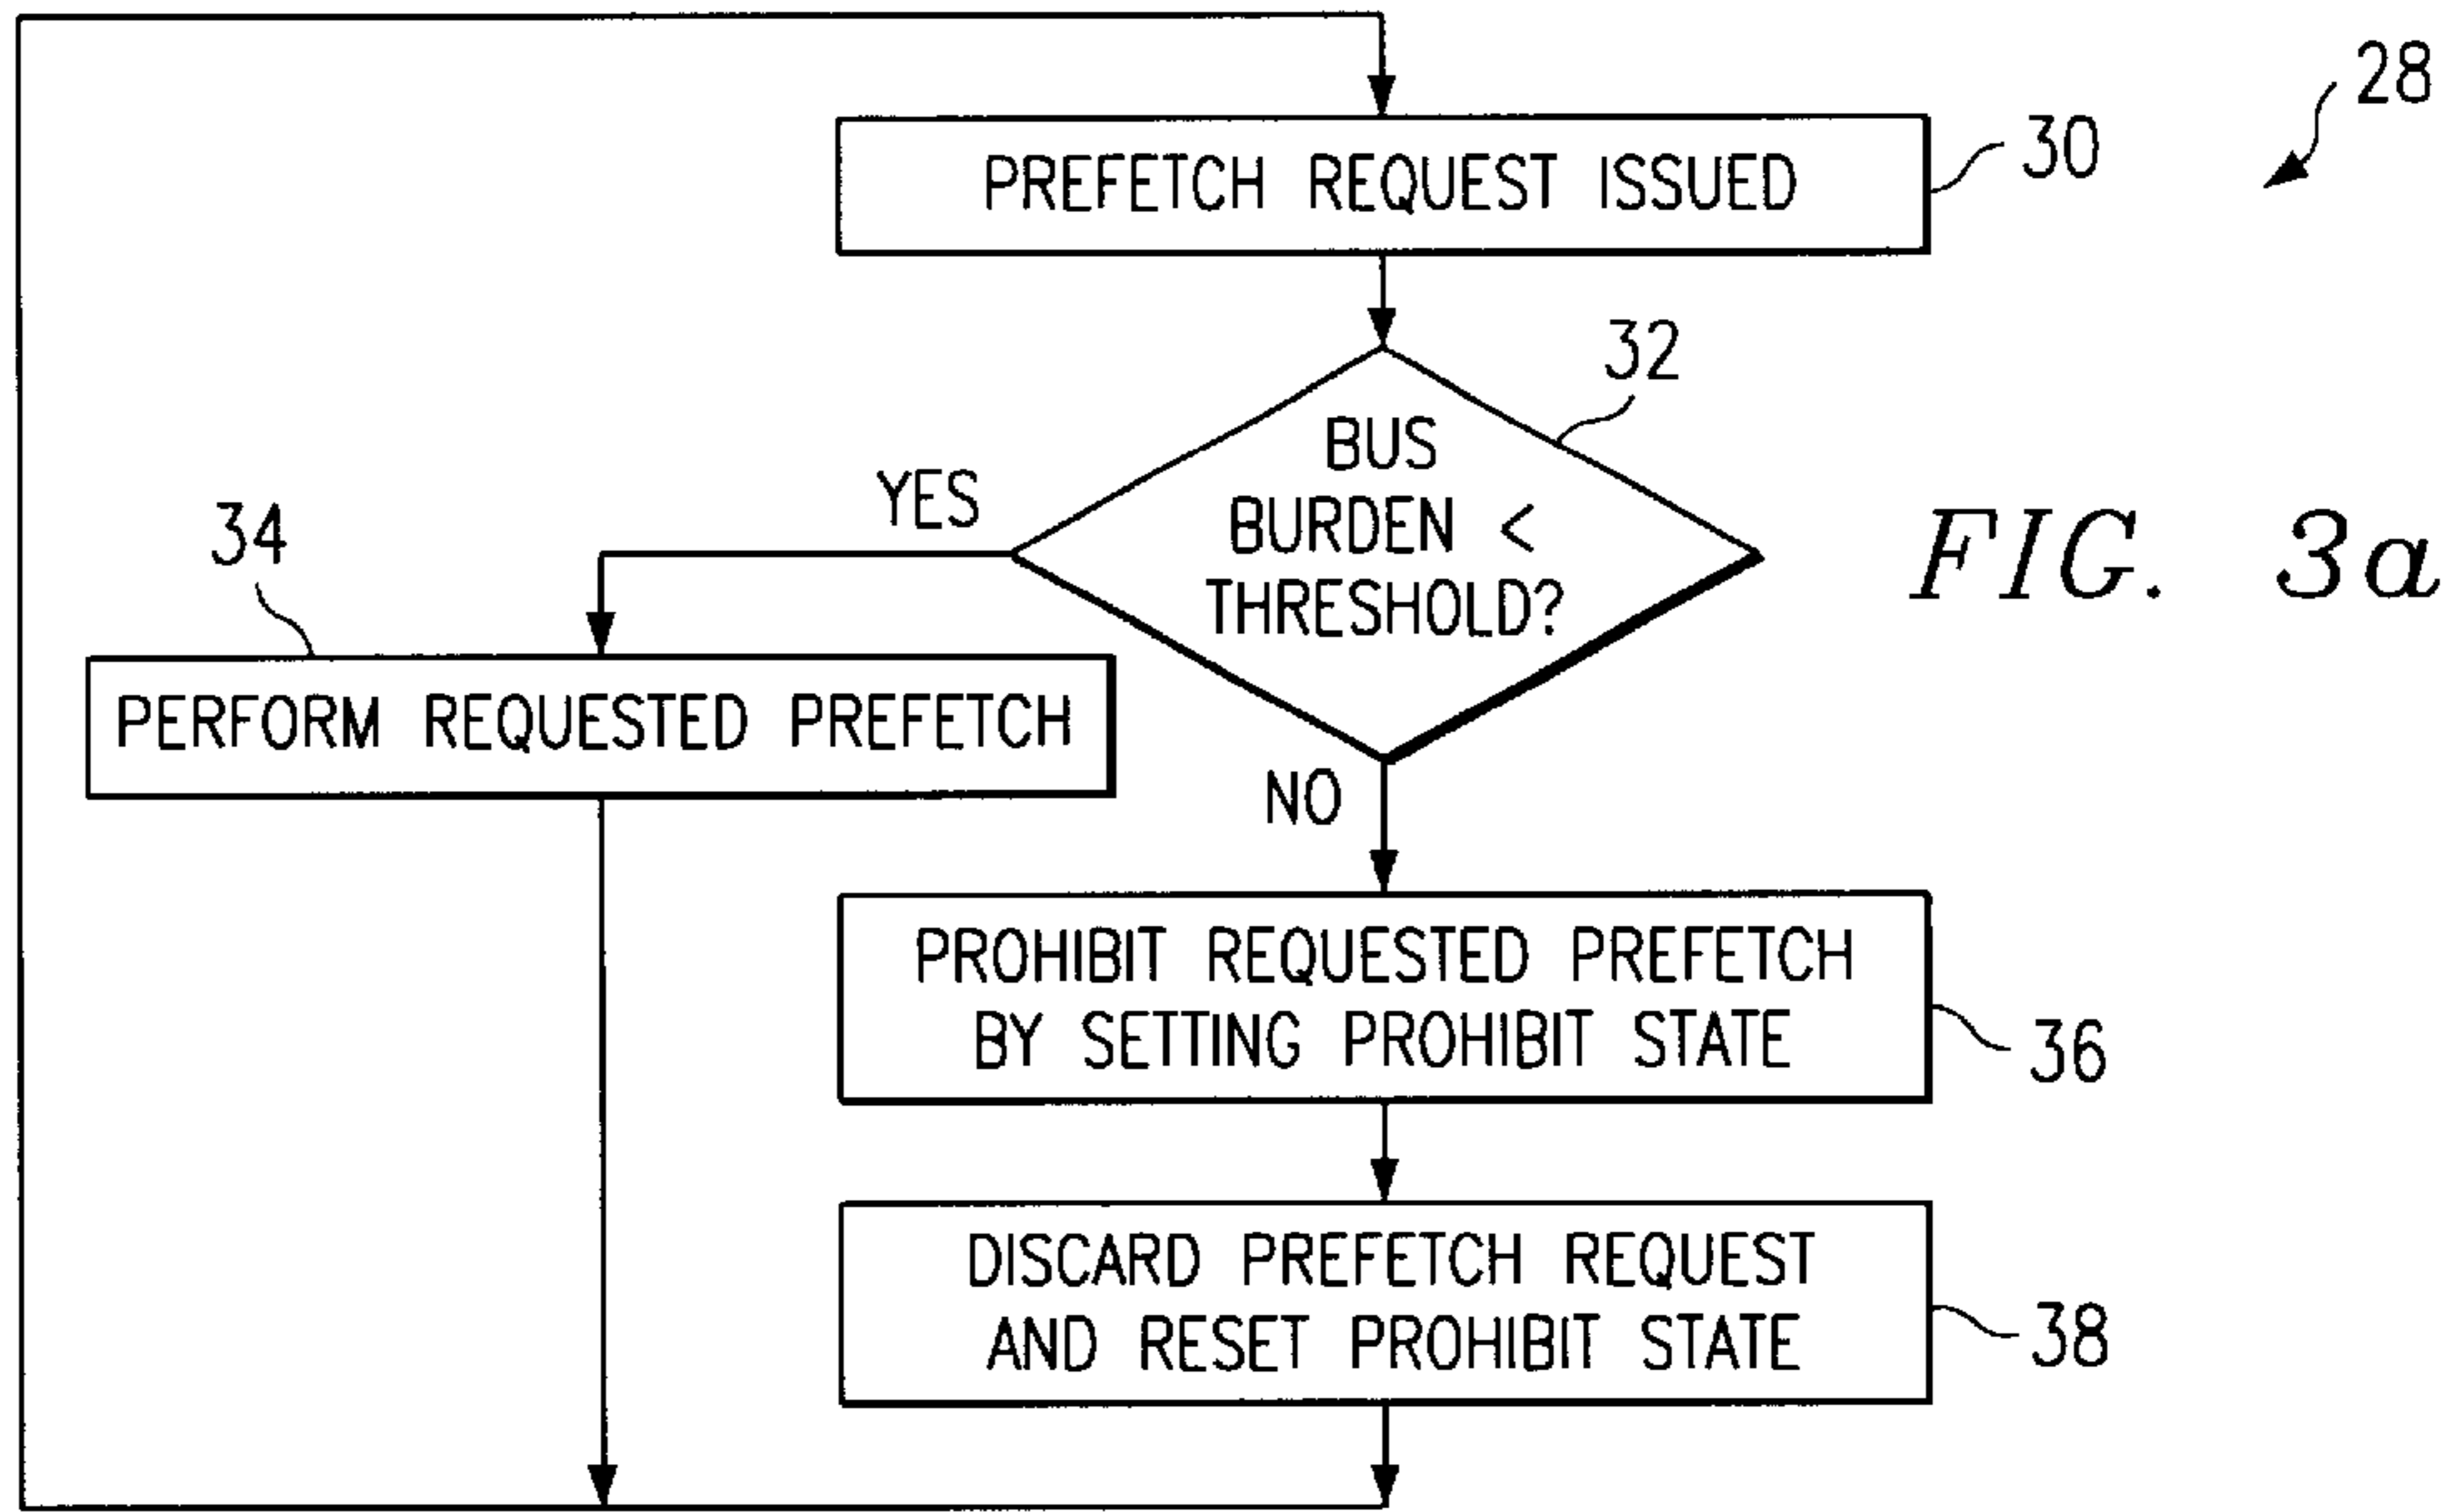 28
PREFETCH REQUEST ISSUED
30
32
BUS
BURDEN <
THRESHOLD?
YES
34
FIG. 3a
PERFORM REQUESTED PREFETCH
NO
PROHIBIT REQUESTED PREFETCH
BY SETTING PROHIBIT STATE
36
DISCARD PREFETCH REQUEST
AND RESET PROHIBIT STATE
38